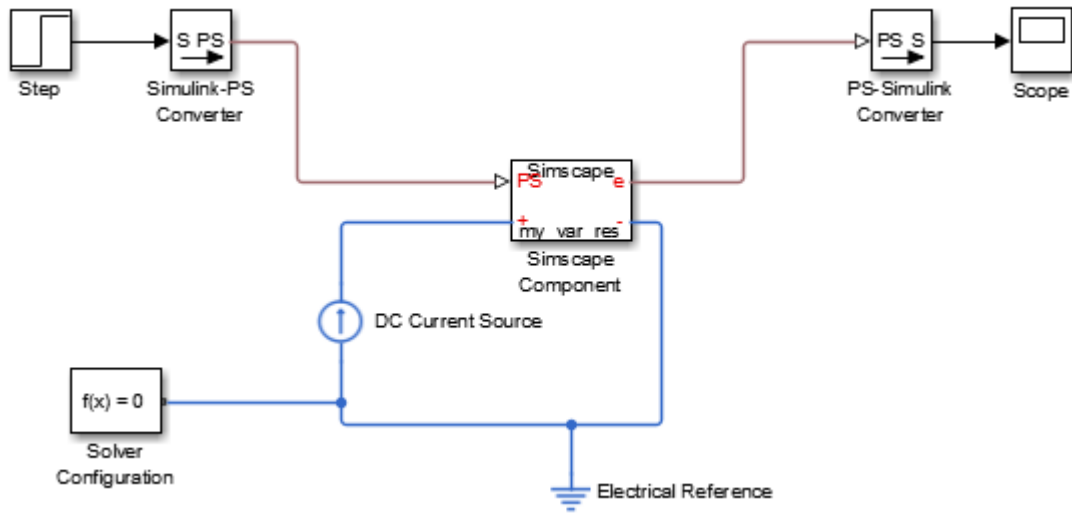 S PS
PS S
Step
Simulink-PS
Converter
PS-Simulink
Converter
Scope
Simscape
PS e
+ -
my_var_res
Simscape
Component
DC Current Source
f(x) = 0
Solver
Configuration
Electrical Reference